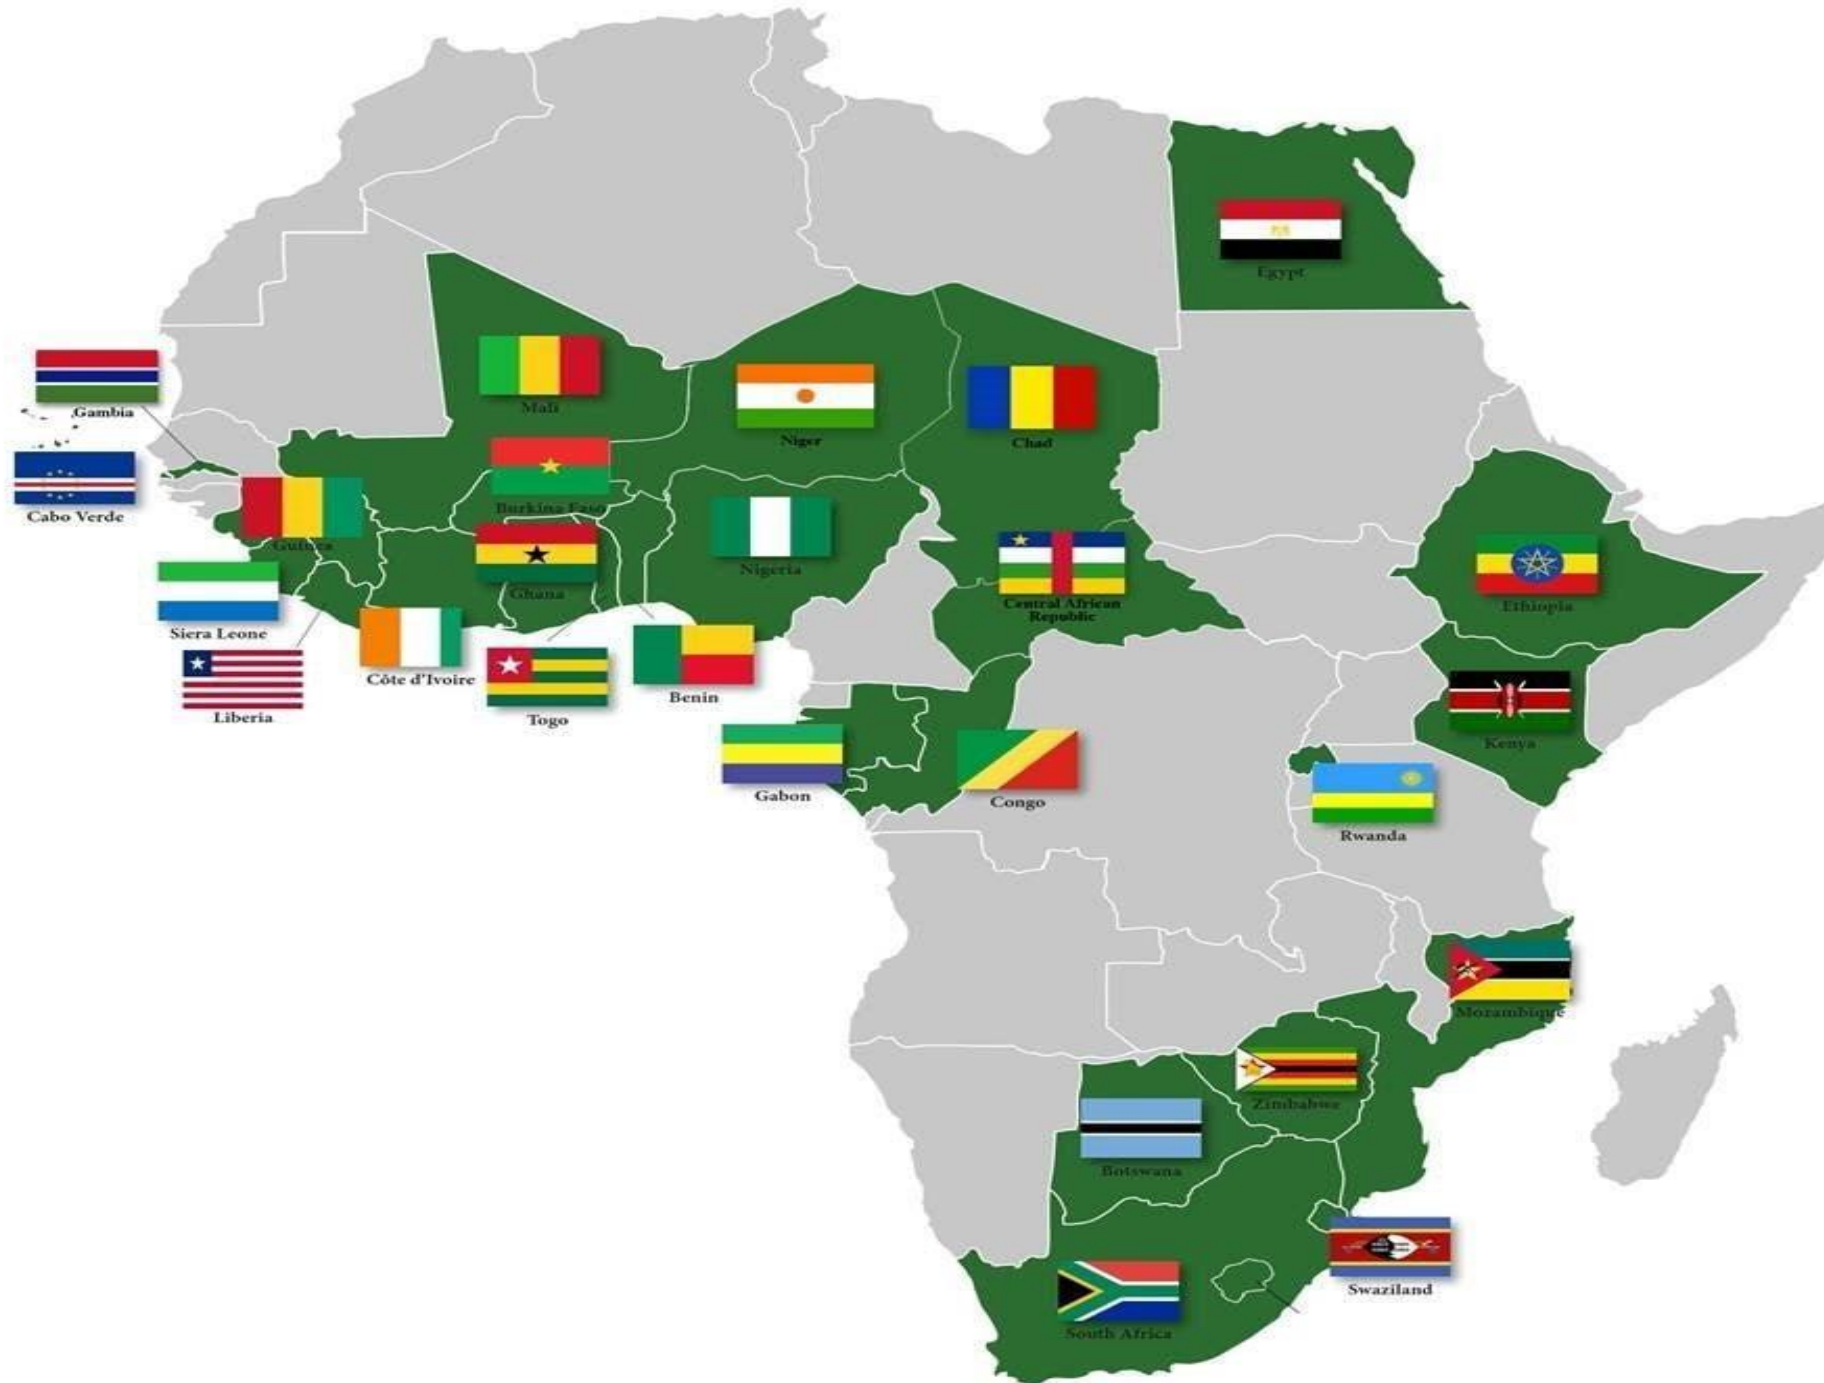 Egypt
Mali
Niger
Chad
Gambia
Cabo Verde
Burkina Faso
Guinea
Ghana
Nigeria
Central African
Republic
Ethiopia
Siera Leone
Côte d'Ivoire
Liberia
Togo
Benin
Kenya
Gabon
Congo
Rwanda
Mozambique
Zimbabwe
Botswana
Swaziland
South Africa